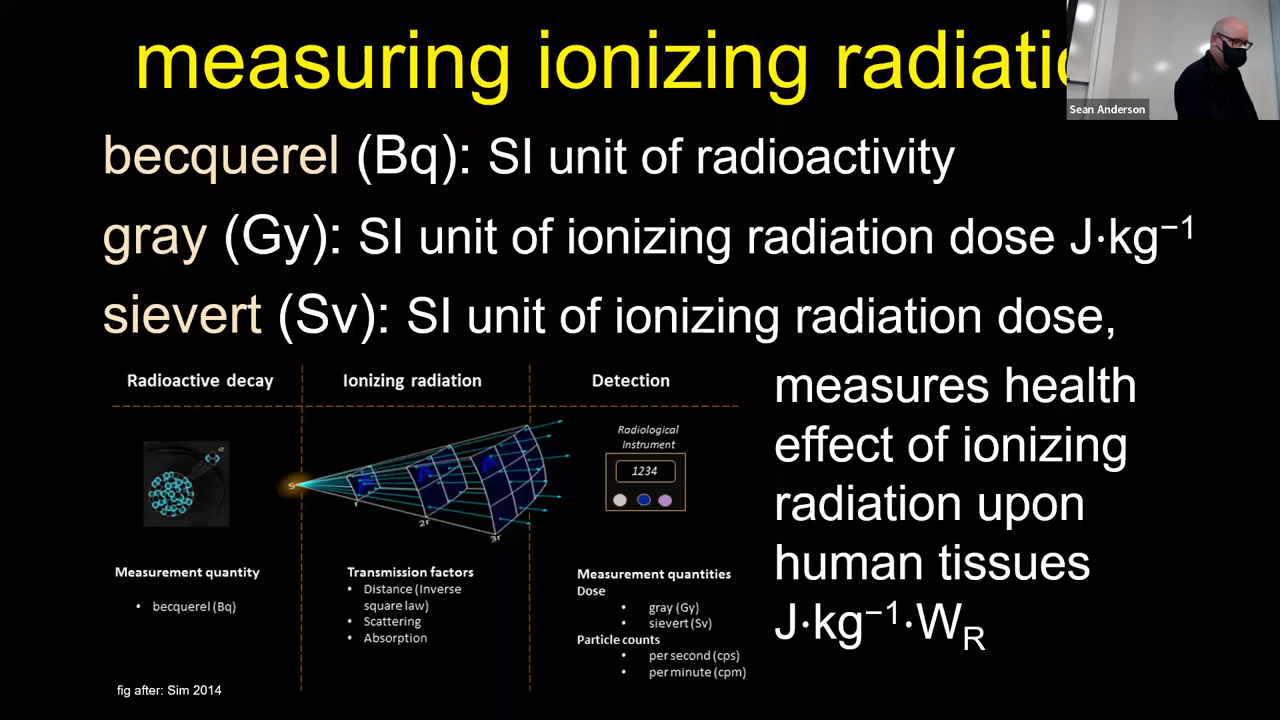 measuring ionizing radiati
Sean Anderson
becquerel (Bq): SI unit of radioactivity
gray (Gy): SI unit of ionizing radiation dose J·kg⁻¹
sievert (Sv): SI unit of ionizing radiation dose,
measures health
effect of ionizing
radiation upon
human tissues
J·kg⁻¹·W_R
Radioactive decay
Ionizing radiation
Detection
α
S
A
A
A
r
2r
3r
Radiological
Instrument
1234
Measurement quantity
• becquerel (Bq)
Transmission factors
• Distance (Inverse
square law)
• Scattering
• Absorption
Measurement quantities
Dose
• gray (Gy)
• sievert (Sv)
Particle counts
• per second (cps)
• per minute (cpm)
fig after: Sim 2014